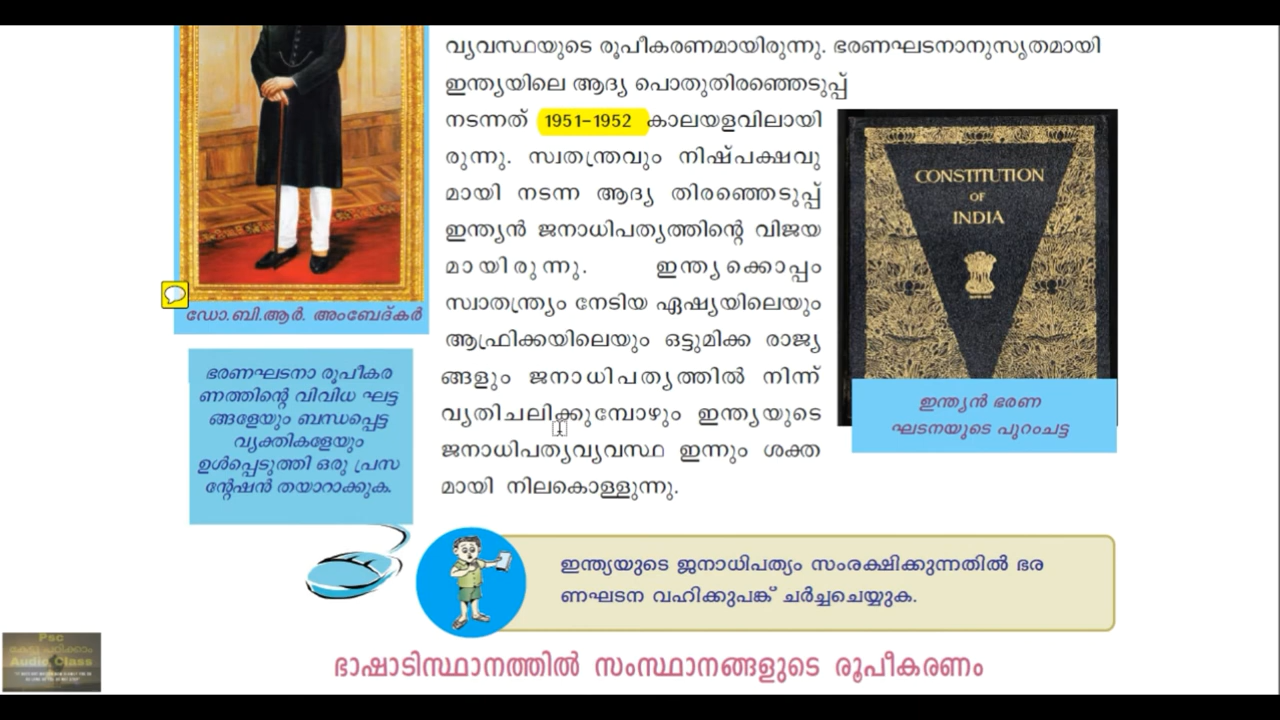 വ്യവസ്ഥയുടെ രൂപീകരണമായിരുന്നു. ഭരണഘടനാനുസൃതമായി
ഇന്ത്യയിലെ ആദ്യ പൊതുതിരഞ്ഞെടുപ്പ്
നടന്നത് 1951-1952 കാലയളവിലായി
രുന്നു. സ്വതന്ത്രവും നിഷ്പക്ഷവു
മായി നടന്ന ആദ്യ തിരഞ്ഞെടുപ്പ്
ഇന്ത്യൻ ജനാധിപത്യത്തിന്റെ വിജയ
മായിരുന്നു. ഇന്ത്യക്കൊപ്പം
സ്വാതന്ത്ര്യം നേടിയ ഏഷ്യയിലെയും
ആഫ്രിക്കയിലെയും ഒട്ടുമിക്ക രാജ്യ
ങ്ങളും ജനാധിപത്യത്തിൽ നിന്ന്
വ്യതിചലിക്കുമ്പോഴും ഇന്ത്യയുടെ
ജനാധിപത്യവ്യവസ്ഥ ഇന്നും ശക്ത
മായി നിലകൊള്ളുന്നു.
ഡോ.ബി.ആർ. അംബേദ്കർ
ഭരണഘടനാ രൂപീകര
ണത്തിന്റെ വിവിധ ഘട്ട
ങ്ങളേയും ബന്ധപ്പെട്ട
വ്യക്തികളേയും
ഉൾപ്പെടുത്തി ഒരു പ്രസ
ന്റേഷൻ തയാറാക്കുക.
CONSTITUTION
OF
INDIA
ഇന്ത്യൻ ഭരണ
ഘടനയുടെ പുറംചട്ട
ഇന്ത്യയുടെ ജനാധിപത്യം സംരക്ഷിക്കുന്നതിൽ ഭര
ണഘടന വഹിക്കുപങ്ക് ചർച്ചചെയ്യുക.
ഭാഷാടിസ്ഥാനത്തിൽ സംസ്ഥാനങ്ങളുടെ രൂപീകരണം
Psc
കേട്ടു പഠിക്കാം
Audio Class